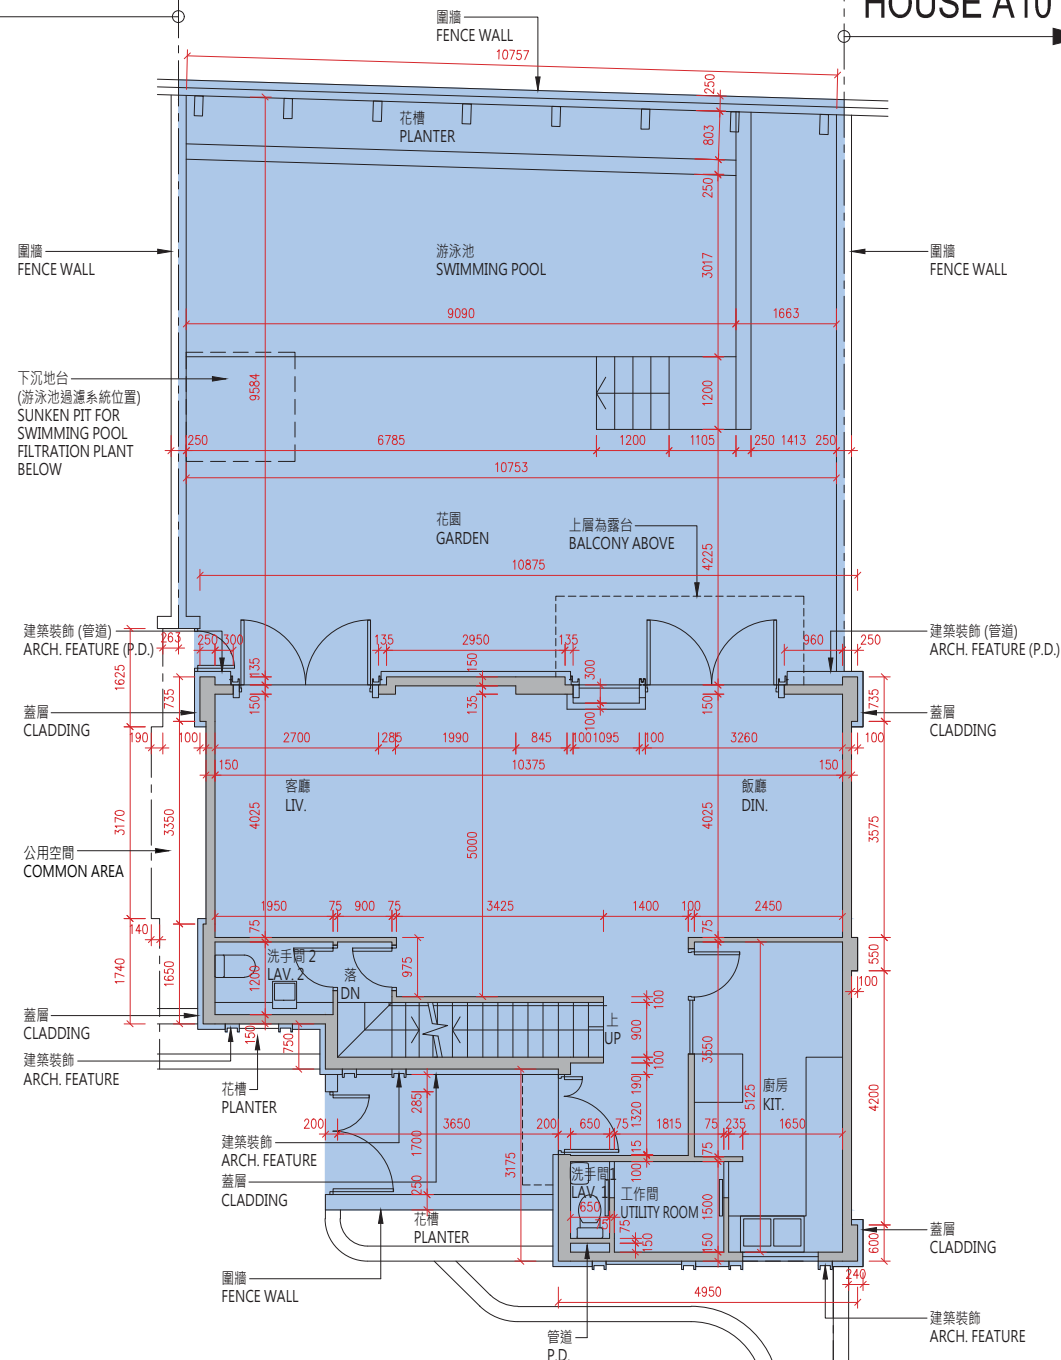 HOUSE A10
圍牆
FENCE WALL
10757
250
花槽
PLANTER
803
250
圍牆
FENCE WALL
游泳池
SWIMMING POOL
3017
圍牆
FENCE WALL
9090
1663
下沉地台
(游泳池過濾系統位置)
SUNKEN PIT FOR
SWIMMING POOL
FILTRATION PLANT
BELOW
9584
1200
250
6785
1200
1105
250
1413
250
10753
花園
GARDEN
上層為露台
BALCONY ABOVE
4225
10875
建築裝飾 (管道)
ARCH. FEATURE (P.D.)
263
250
300
135
2950
135
960
250
建築裝飾 (管道)
ARCH. FEATURE (P.D.)
1625
735
135
150
150
135
300
100
150
735
蓋層
CLADDING
蓋層
CLADDING
190
100
2700
285
1990
845
100
1095
100
3260
100
150
10375
150
客廳
LIV.
飯廳
DIN.
3170
3350
4025
5000
4025
3575
公用空間
COMMON AREA
1950
75
900
75
3425
1400
100
2450
140
75
75
洗手間 2
LAV. 2
975
550
1740
1650
1200
落
DN
100
100
蓋層
CLADDING
150
750
上
UP
900
3550
建築裝飾
ARCH. FEATURE
100
5125
廚房
KIT.
4200
花槽
PLANTER
285
190
1320
200
3650
200
650
75
1815
75
235
1650
建築裝飾
ARCH. FEATURE
1700
3175
15
75
蓋層
CLADDING
250
100
洗手間1
LAV. 1
工作間
UTILITY ROOM
650
1500
花槽
PLANTER
75
75
150
150
600
蓋層
CLADDING
圍牆
FENCE WALL
240
4950
建築裝飾
ARCH. FEATURE
管道
P.D.